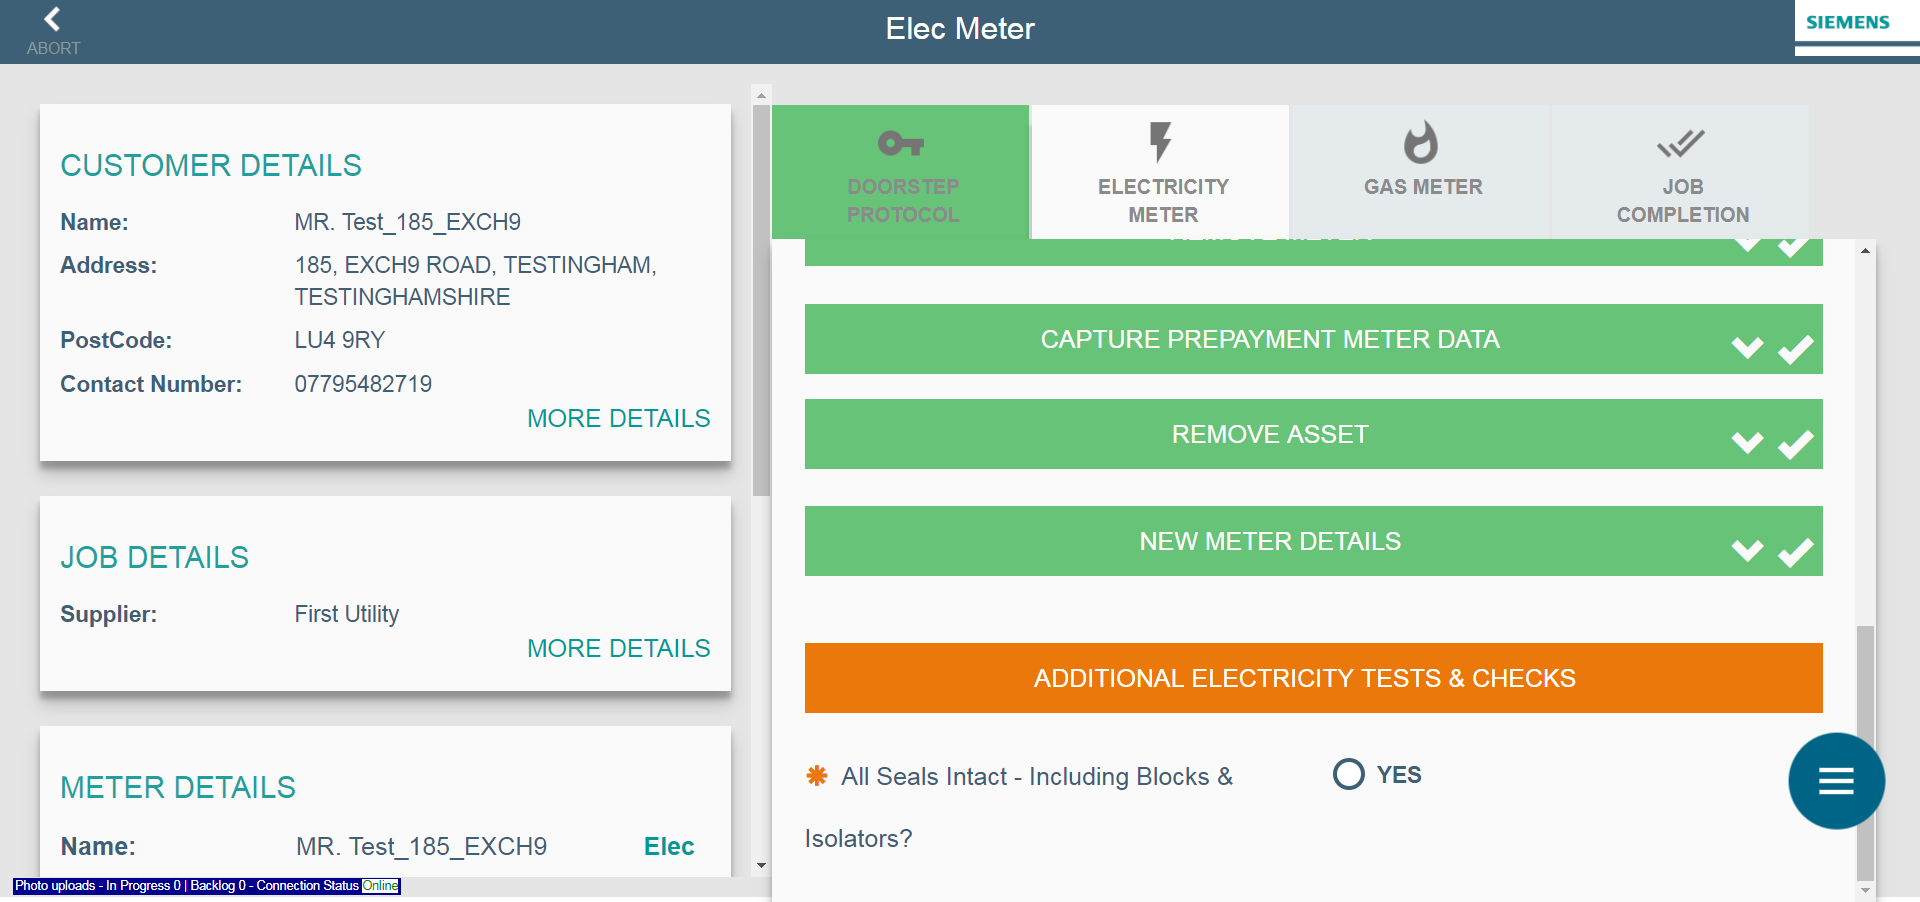 ABORT
Elec Meter
SIEMENS
CUSTOMER DETAILS
Name: MR. Test_185_EXCH9
Address: 185, EXCH9 ROAD, TESTINGHAM,
TESTINGHAMSHIRE
PostCode: LU4 9RY
Contact Number: 07795482719
MORE DETAILS
JOB DETAILS
Supplier: First Utility
MORE DETAILS
METER DETAILS
Name: MR. Test_185_EXCH9 Elec
Photo uploads - In Progress 0 | Backlog 0 - Connection Status Online
DOORSTEP
PROTOCOL
ELECTRICITY
METER
GAS METER
JOB
COMPLETION
REMOVE METER
CAPTURE PREPAYMENT METER DATA
REMOVE ASSET
NEW METER DETAILS
ADDITIONAL ELECTRICITY TESTS & CHECKS
✱ All Seals Intact - Including Blocks &
Isolators?
YES